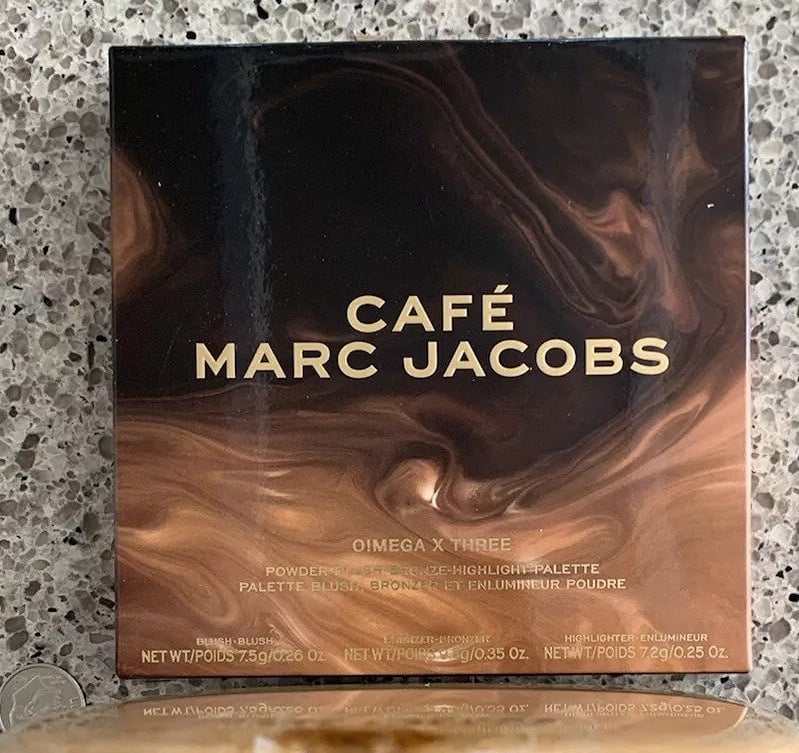 CAFÉ
MARC JACOBS
O!MEGA X THREE
POWDER BLUSH-BRONZE-HIGHLIGHT PALETTE
PALETTE BLUSH, BRONZER ET ENLUMINEUR POUDRE
BLUSH-BLUSH BRONZER-BRONZER HIGHLIGHTER-ENLUMINEUR
NET WT/POIDS 7.5g/0.26 Oz. NET WT/POIDS /0.35 Oz. NET WT/POIDS 7.2g/0.25 Oz.